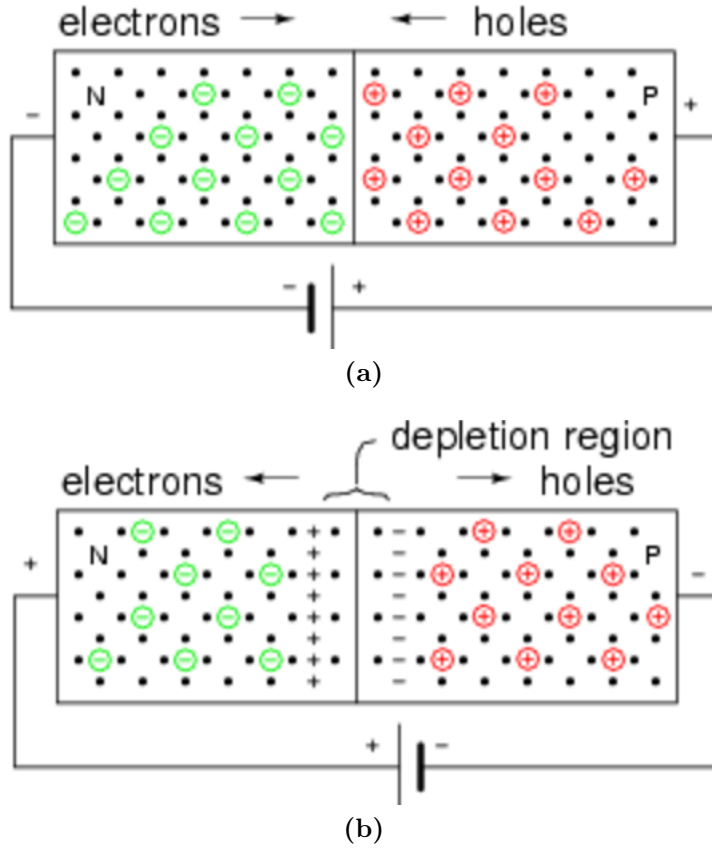 electrons → ← holes
N P
- +
- +
(a)
depletion region
electrons ← → holes
N P
+ -
+ -
(b)